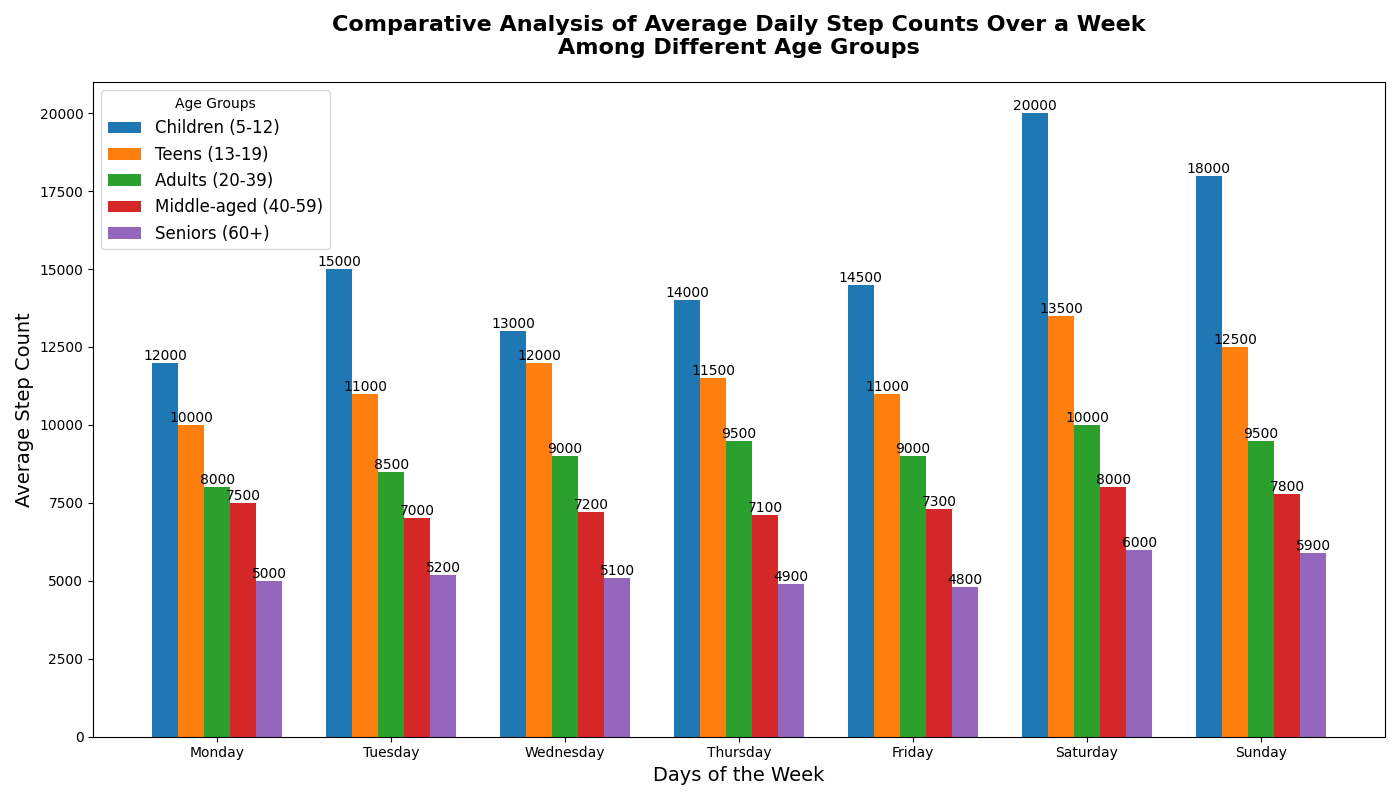 Comparative Analysis of Average Daily Step Counts Over a Week
Among Different Age Groups
Age Groups
Children (5-12)
Teens (13-19)
Adults (20-39)
Middle-aged (40-59)
Seniors (60+)
Average Step Count
20000
17500
15000
12500
10000
7500
5000
2500
0
12000
10000
8000
7500
5000
15000
11000
8500
7000
5200
13000
12000
9000
7200
5100
14000
11500
9500
7100
4900
14500
11000
9000
7300
4800
20000
13500
10000
8000
6000
18000
12500
9500
7800
5900
Monday
Tuesday
Wednesday
Thursday
Friday
Saturday
Sunday
Days of the Week